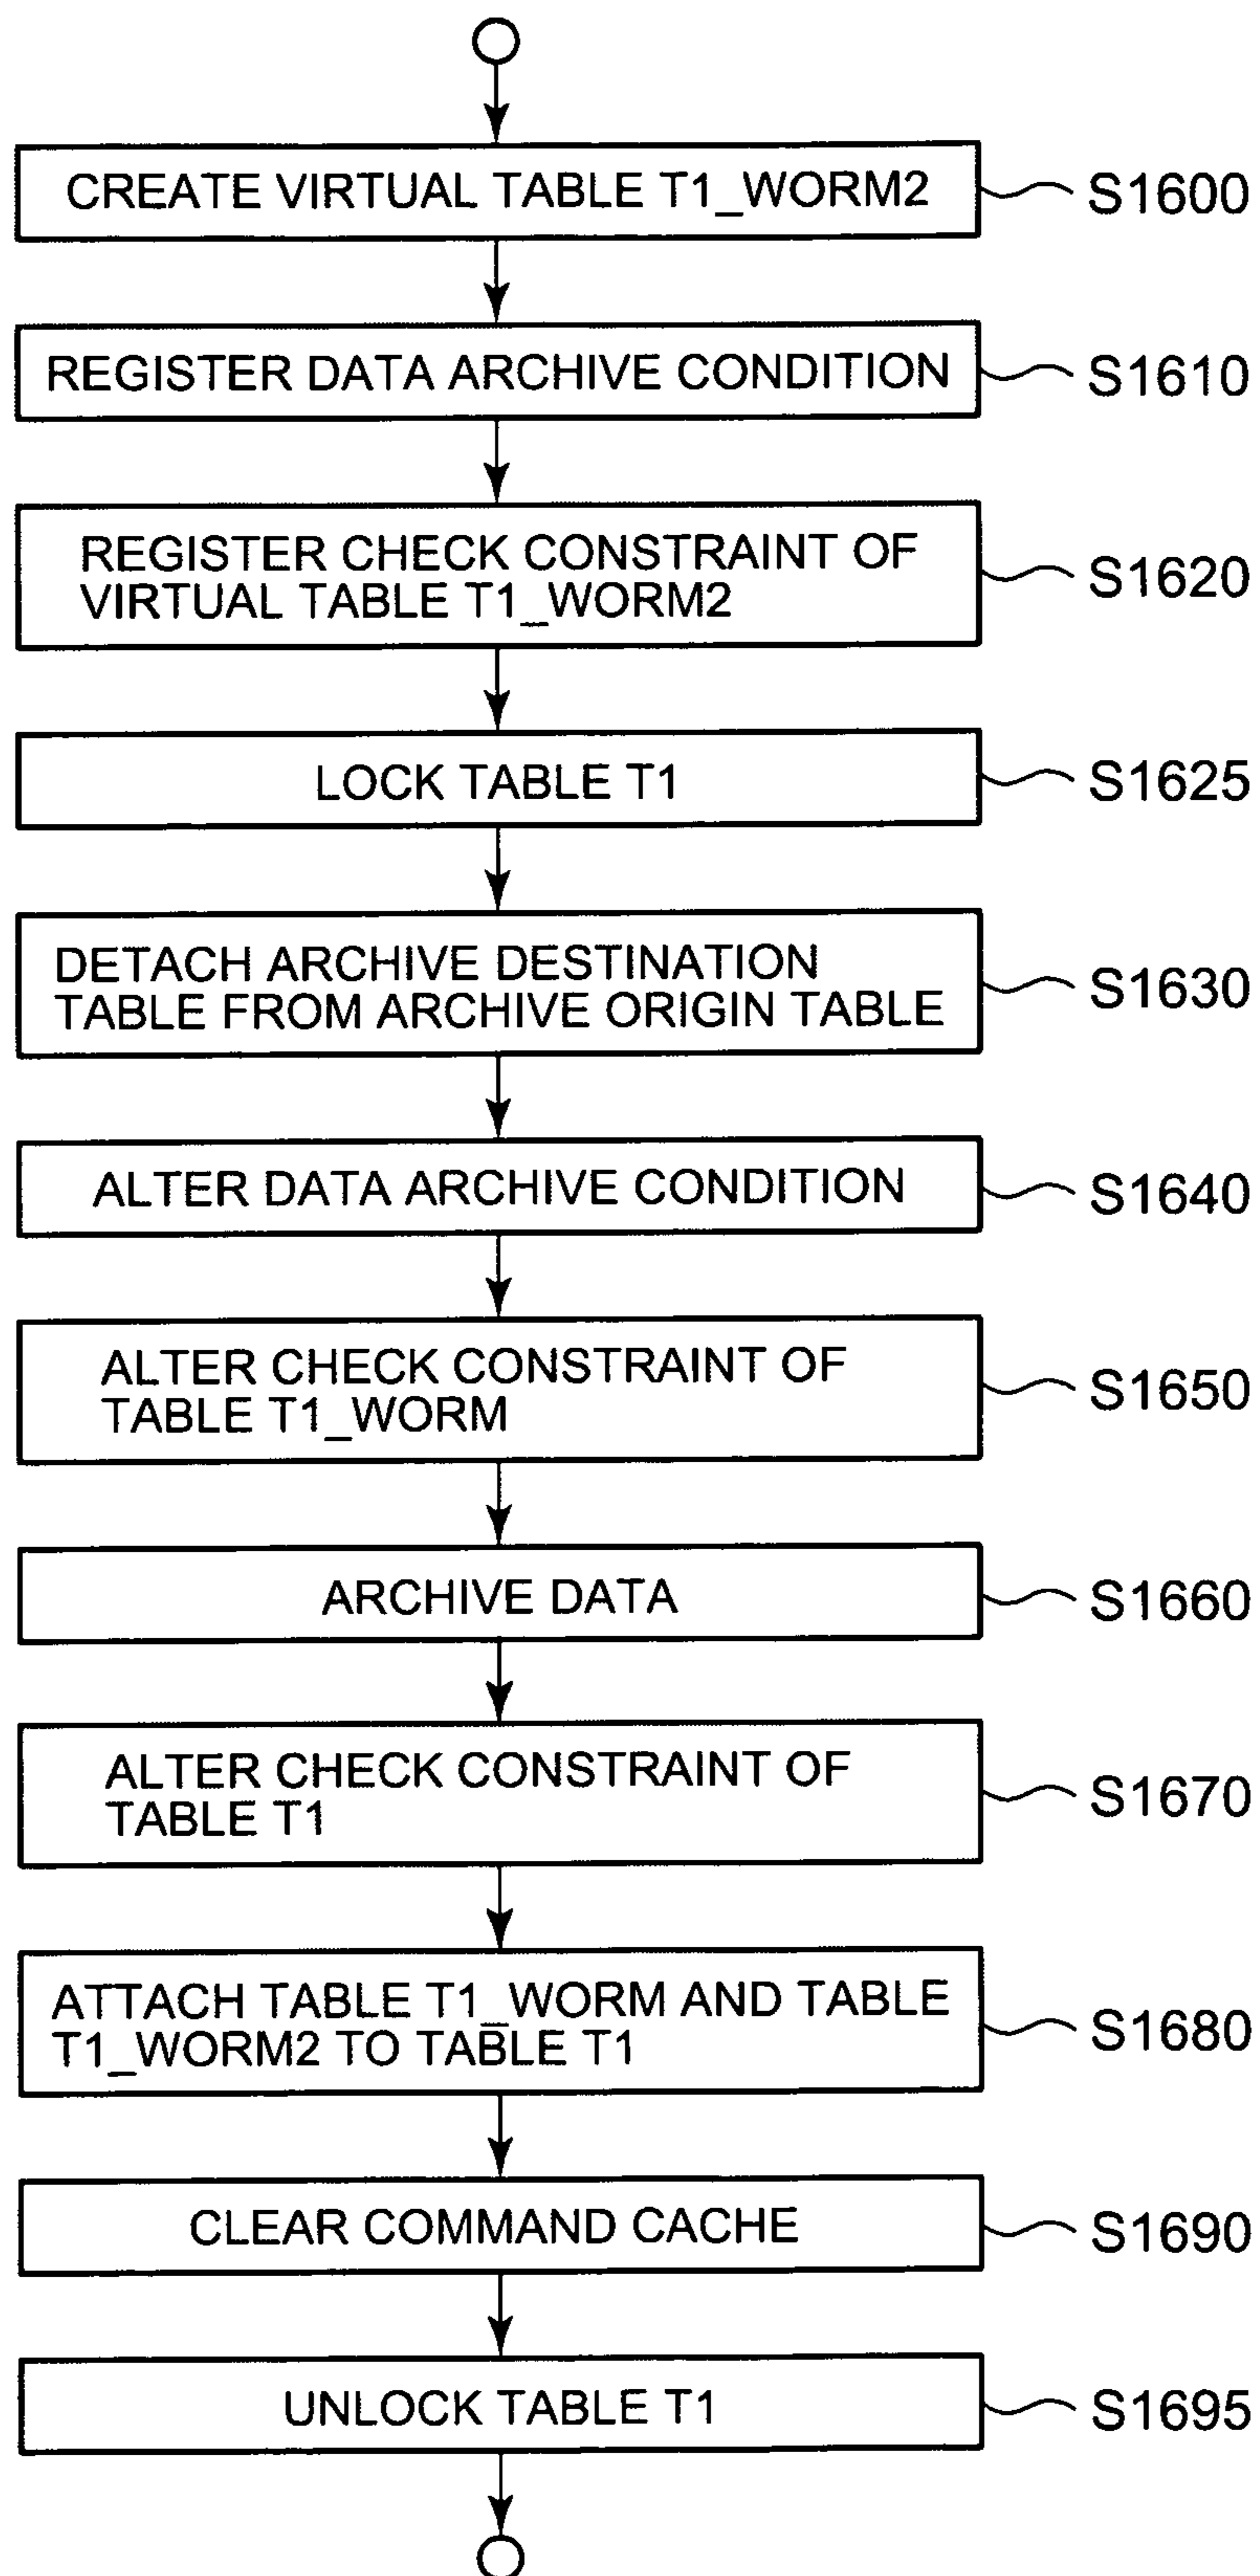 CREATE VIRTUAL TABLE T1_WORM2
S1600
REGISTER DATA ARCHIVE CONDITION
S1610
REGISTER CHECK CONSTRAINT OF
VIRTUAL TABLE T1_WORM2
S1620
LOCK TABLE T1
S1625
DETACH ARCHIVE DESTINATION
TABLE FROM ARCHIVE ORIGIN TABLE
S1630
ALTER DATA ARCHIVE CONDITION
S1640
ALTER CHECK CONSTRAINT OF
TABLE T1_WORM
S1650
ARCHIVE DATA
S1660
ALTER CHECK CONSTRAINT OF
TABLE T1
S1670
ATTACH TABLE T1_WORM AND TABLE
T1_WORM2 TO TABLE T1
S1680
CLEAR COMMAND CACHE
S1690
UNLOCK TABLE T1
S1695